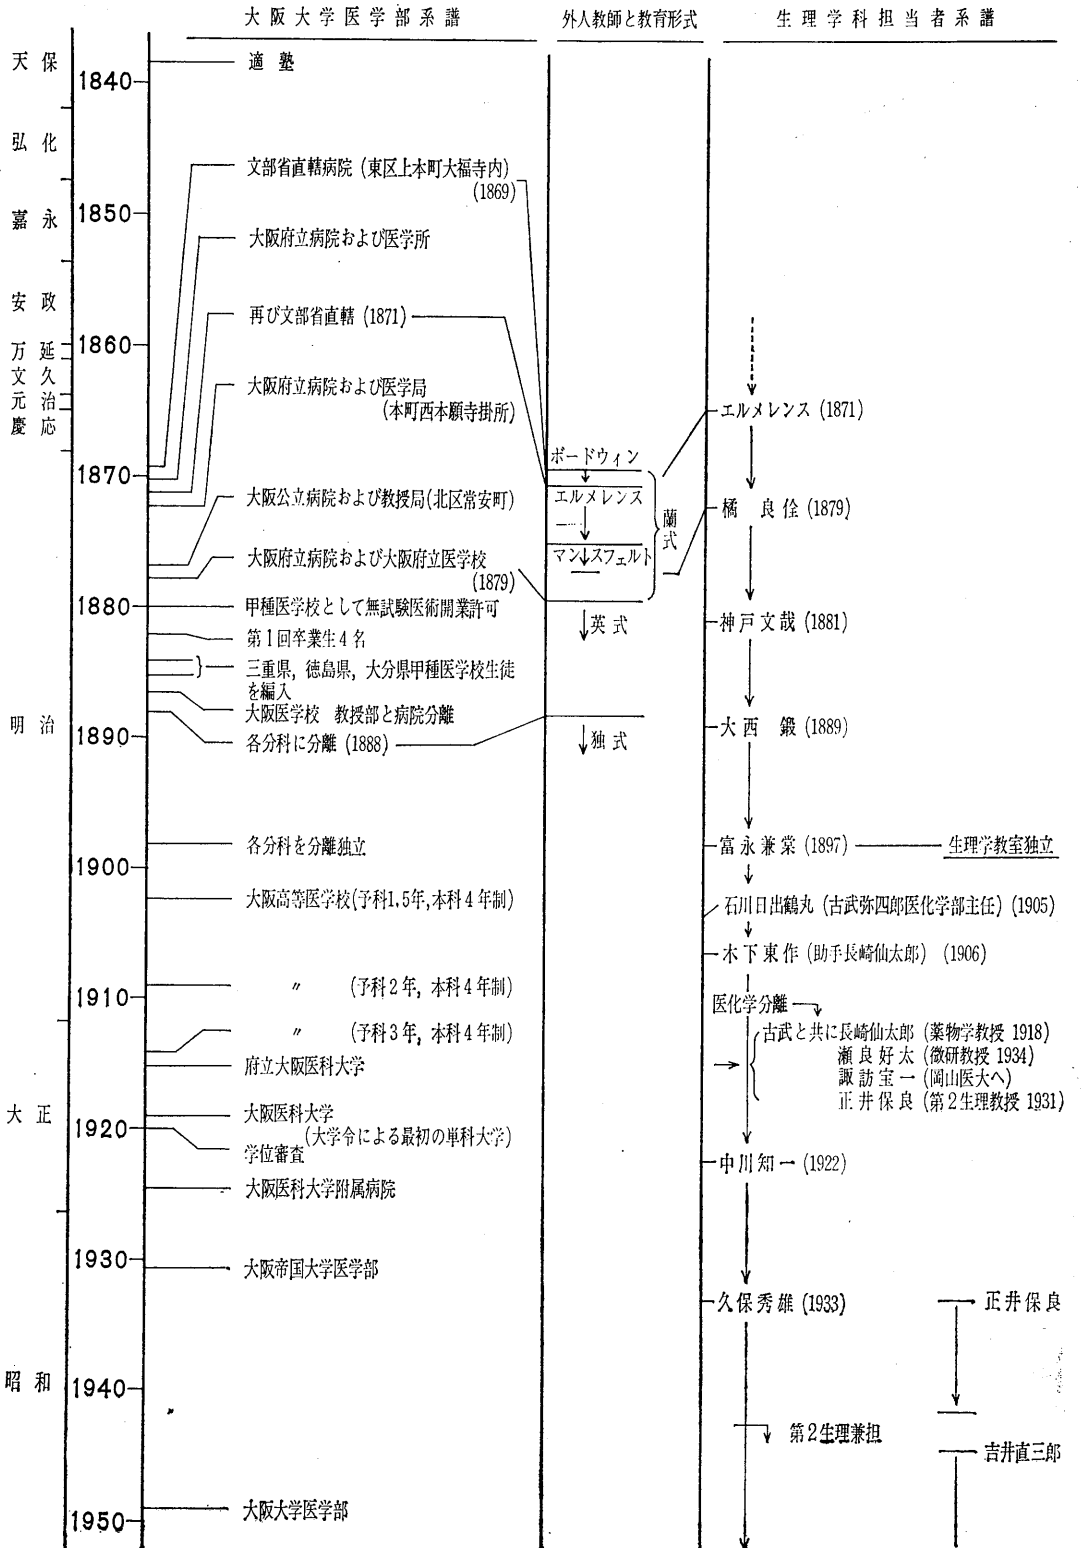 大阪大学医学部系譜
外人教師と教育形式
生理学科担当者系譜
天保
弘化
嘉永
安政
万延
文久
元治
慶応
明治
大正
昭和
1840
1850
1860
1870
1880
1890
1900
1910
1920
1930
1940
1950
適塾
文部省直轄病院(東区上本町大福寺内)
(1869)
大阪府立病院および医学所
再び文部省直轄(1871)
大阪府立病院および医学局
(本町西本願寺掛所)
大阪公立病院および教授局(北区常安町)
大阪府立病院および大阪府立医学校
(1879)
甲種医学校として無試験医術開業許可
第1回卒業生4名
三重県,徳島県,大分県甲種医学校生徒
を編入
大阪医学校 教授部と病院分離
各分科に分離(1888)
各分科を分離独立
大阪高等医学校(予科1,5年,本科4年制)
〃 (予科2年,本科4年制)
〃 (予科3年,本科4年制)
府立大阪医科大学
大阪医科大学
(大学令による最初の単科大学)
学位審査
大阪医科大学附属病院
大阪帝国大学医学部
大阪大学医学部
ボードウィン
エルメレンス
マンスフェルト
蘭式
英式
独式
エルメレンス(1871)
橘 良佺(1879)
神戸文哉(1881)
大西 鍛(1889)
富永兼棠(1897)
生理学教室独立
石川日出鶴丸(古武弥四郎医化学部主任)(1905)
木下東作(助手長崎仙太郎)(1906)
医化学分離
古武と共に長崎仙太郎(薬物学教授 1918)
瀬良好太(微研教授 1934)
諏訪宝一(岡山医大へ)
正井保良(第2生理教授 1931)
中川知一(1922)
久保秀雄(1933)
正井保良
第2生理兼担
吉井直三郎